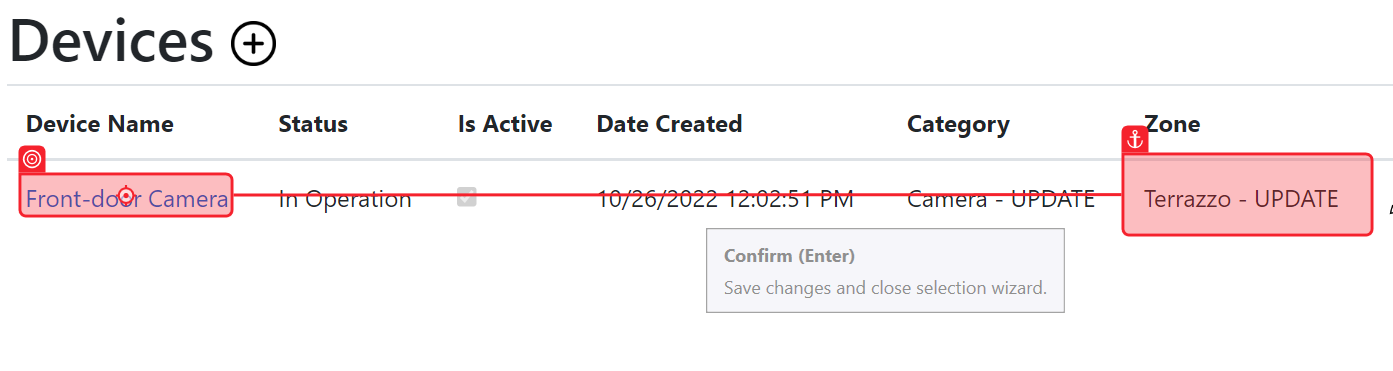 Devices
Device Name Status Is Active Date Created Category Zone
Front-door Camera In Operation 10/26/2022 12:02:51 PM Camera - UPDATE Terrazzo - UPDATE
Confirm (Enter)
Save changes and close selection wizard.